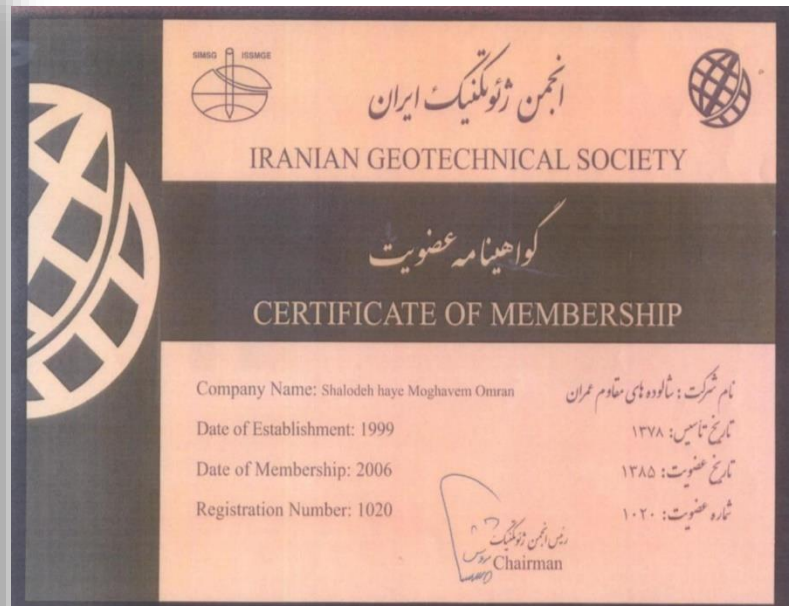 SIMSG ISSMGE
انجمن ژئوتکنیک ایران
IRANIAN GEOTECHNICAL SOCIETY
گواهینامه عضویت
CERTIFICATE OF MEMBERSHIP
Company Name: Shalodeh haye Moghavem Omran
نام شرکت : شالوده های مقاوم عمران
Date of Establishment: 1999
تاریخ تأسیس: ۱۳۷۸
Date of Membership: 2006
تاریخ عضویت: ۱۳۸۵
Registration Number: 1020
شماره عضویت: ۱۰۲۰
رئیس انجمن ژئوتکنیک
Chairman